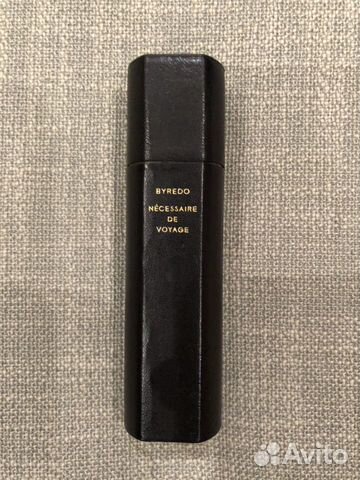 BYREDO
NÉCESSAIRE
DE
VOYAGE
Avito